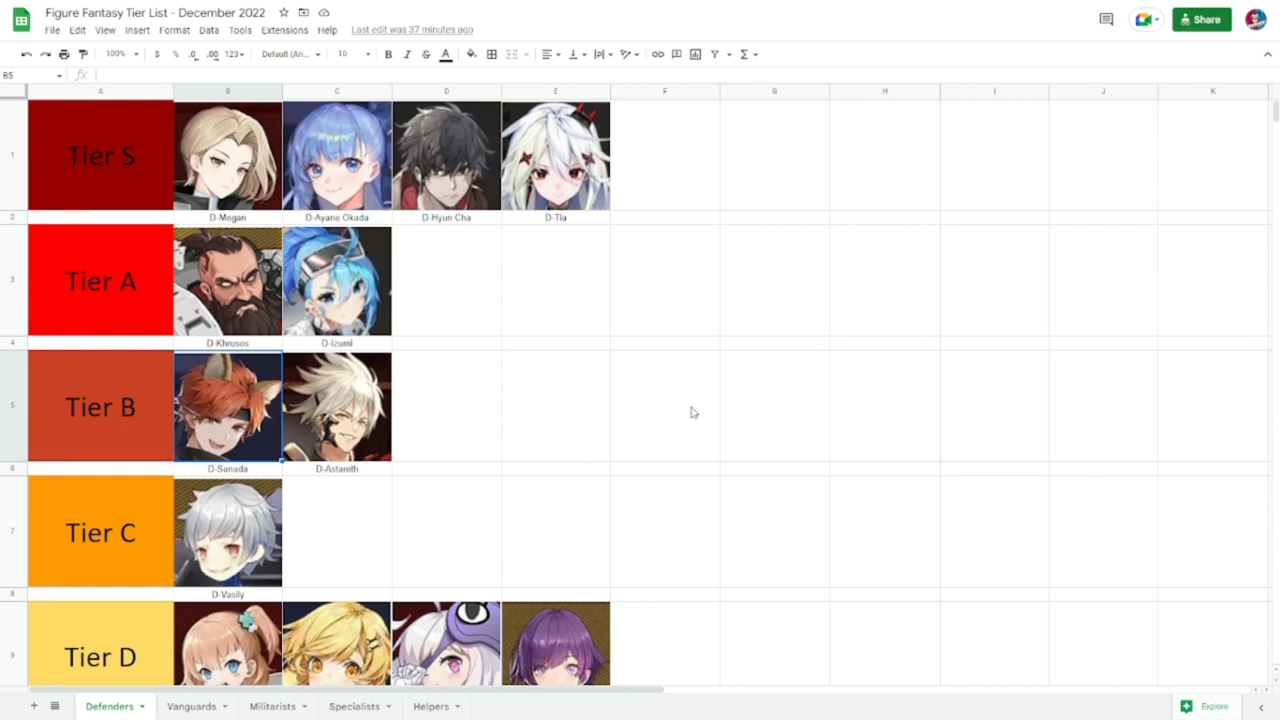 Figure Fantasy Tier List - December 2022
File Edit View Insert Format Data Tools Extensions Help Last edit was 37 minutes ago
Share
100% $ % .0 .00 123 Default (Ari... 10 B I S A
B5 fx
A B C D E F G H I J K
1 Tier S
2 D-Megan D-Ayane Okada D-Hyun Cha D-Tia
3 Tier A
4 D-Khrusos D-Izumi
5 Tier B
6 D-Sanada D-Astareth
7 Tier C
8 D-Vasily
9 Tier D
Defenders Vanguards Militarists Specialists Helpers Explore